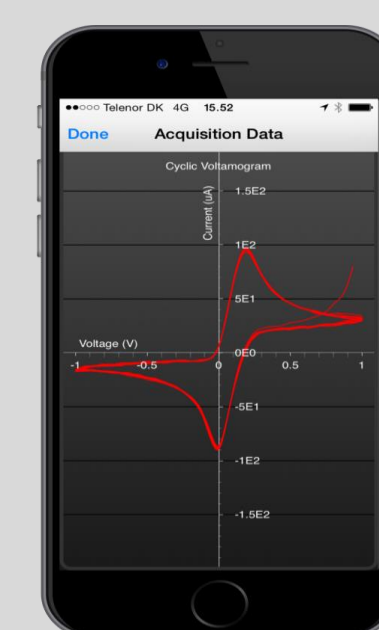 ●●○○○ Telenor DK 4G 15.52
Done Acquisition Data
Cyclic Voltamogram
Current (uA)
1.5E2
1E2
5E1
Voltage (V)
0E0
-1 -0.5 0 0.5 1
-5E1
-1E2
-1.5E2